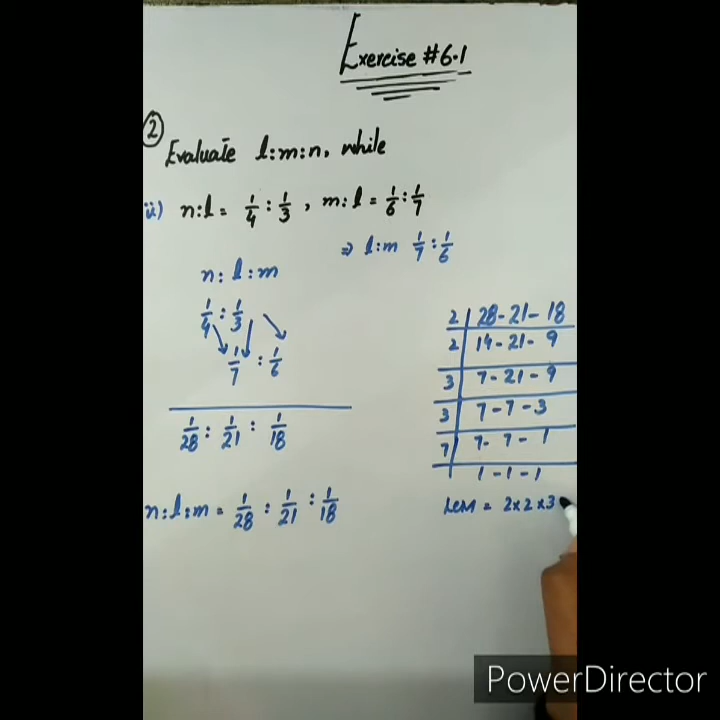 Exercise #6.1
② Evaluate l:m:n, while
ii) n:l = 1/4 : 1/3 , m:l = 1/6 : 1/7
⇒ l:m 1/7 : 1/6
n : l : m
1/4 : 1/3
1/7 : 1/6
1/28 : 1/21 : 1/18
n:l:m = 1/28 : 1/21 : 1/18
2 | 28 - 21 - 18
2 | 14 - 21 - 9
3 | 7 - 21 - 9
3 | 7 - 7 - 3
7 | 7 - 7 - 1
| 1 - 1 - 1
LCM = 2×2×3
PowerDirector